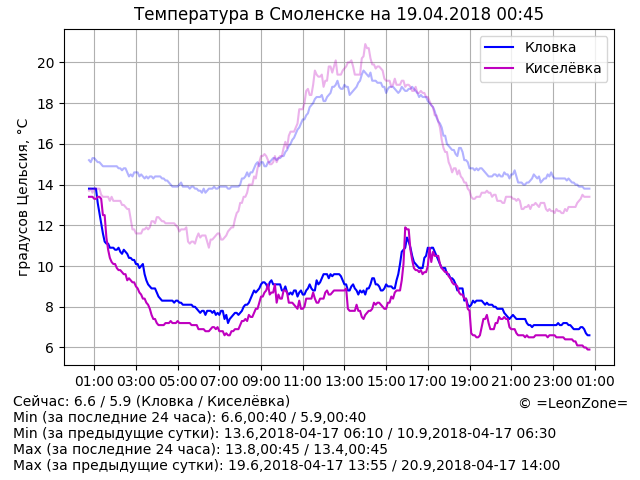 Температура в Смоленске на 19.04.2018 00:45
Кловка
Киселёвка
градусов Цельсия, °C
20
18
16
14
12
10
8
6
01:00 03:00 05:00 07:00 09:00 11:00 13:00 15:00 17:00 19:00 21:00 23:00 01:00
Сейчас: 6.6 / 5.9 (Кловка / Киселёвка)
© =LeonZone=
Min (за последние 24 часа): 6.6,00:40 / 5.9,00:40
Min (за предыдущие сутки): 13.6,2018-04-17 06:10 / 10.9,2018-04-17 06:30
Max (за последние 24 часа): 13.8,00:45 / 13.4,00:45
Max (за предыдущие сутки): 19.6,2018-04-17 13:55 / 20.9,2018-04-17 14:00